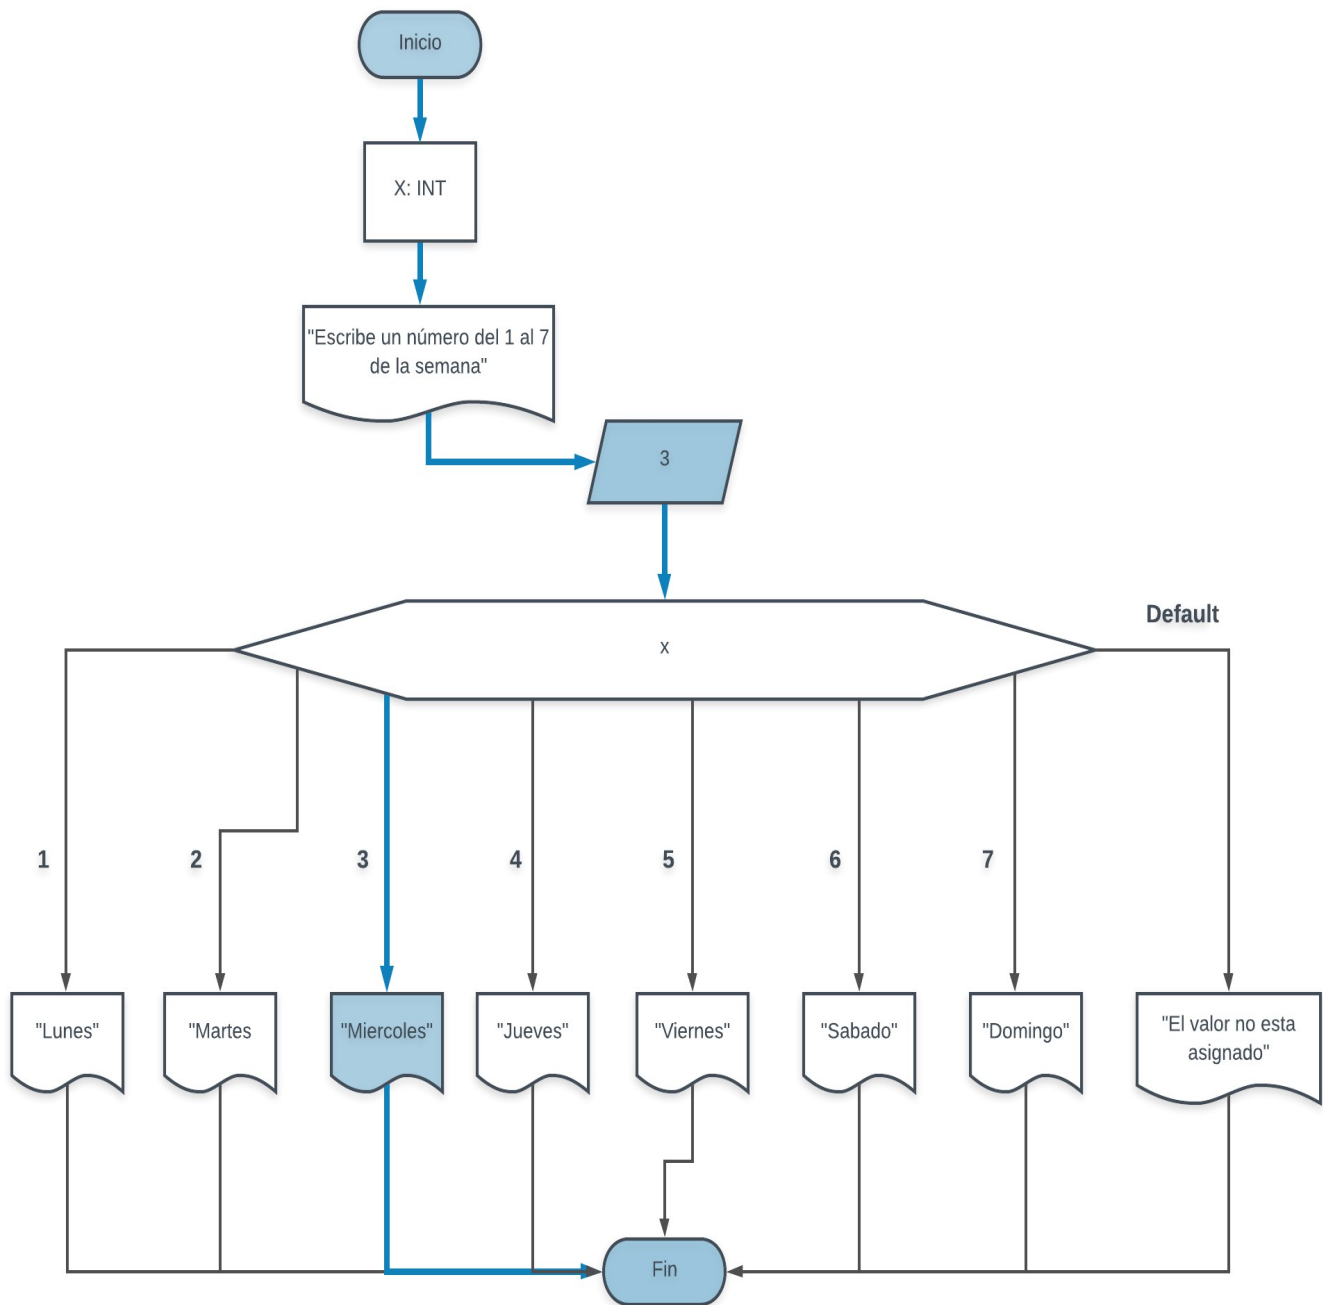 Inicio
X: INT
"Escribe un número del 1 al 7
de la semana"
3
x
Default
1
2
3
4
5
6
7
"Lunes"
"Martes
"Miercoles"
"Jueves"
"Viernes"
"Sabado"
"Domingo"
"El valor no esta
asignado"
Fin